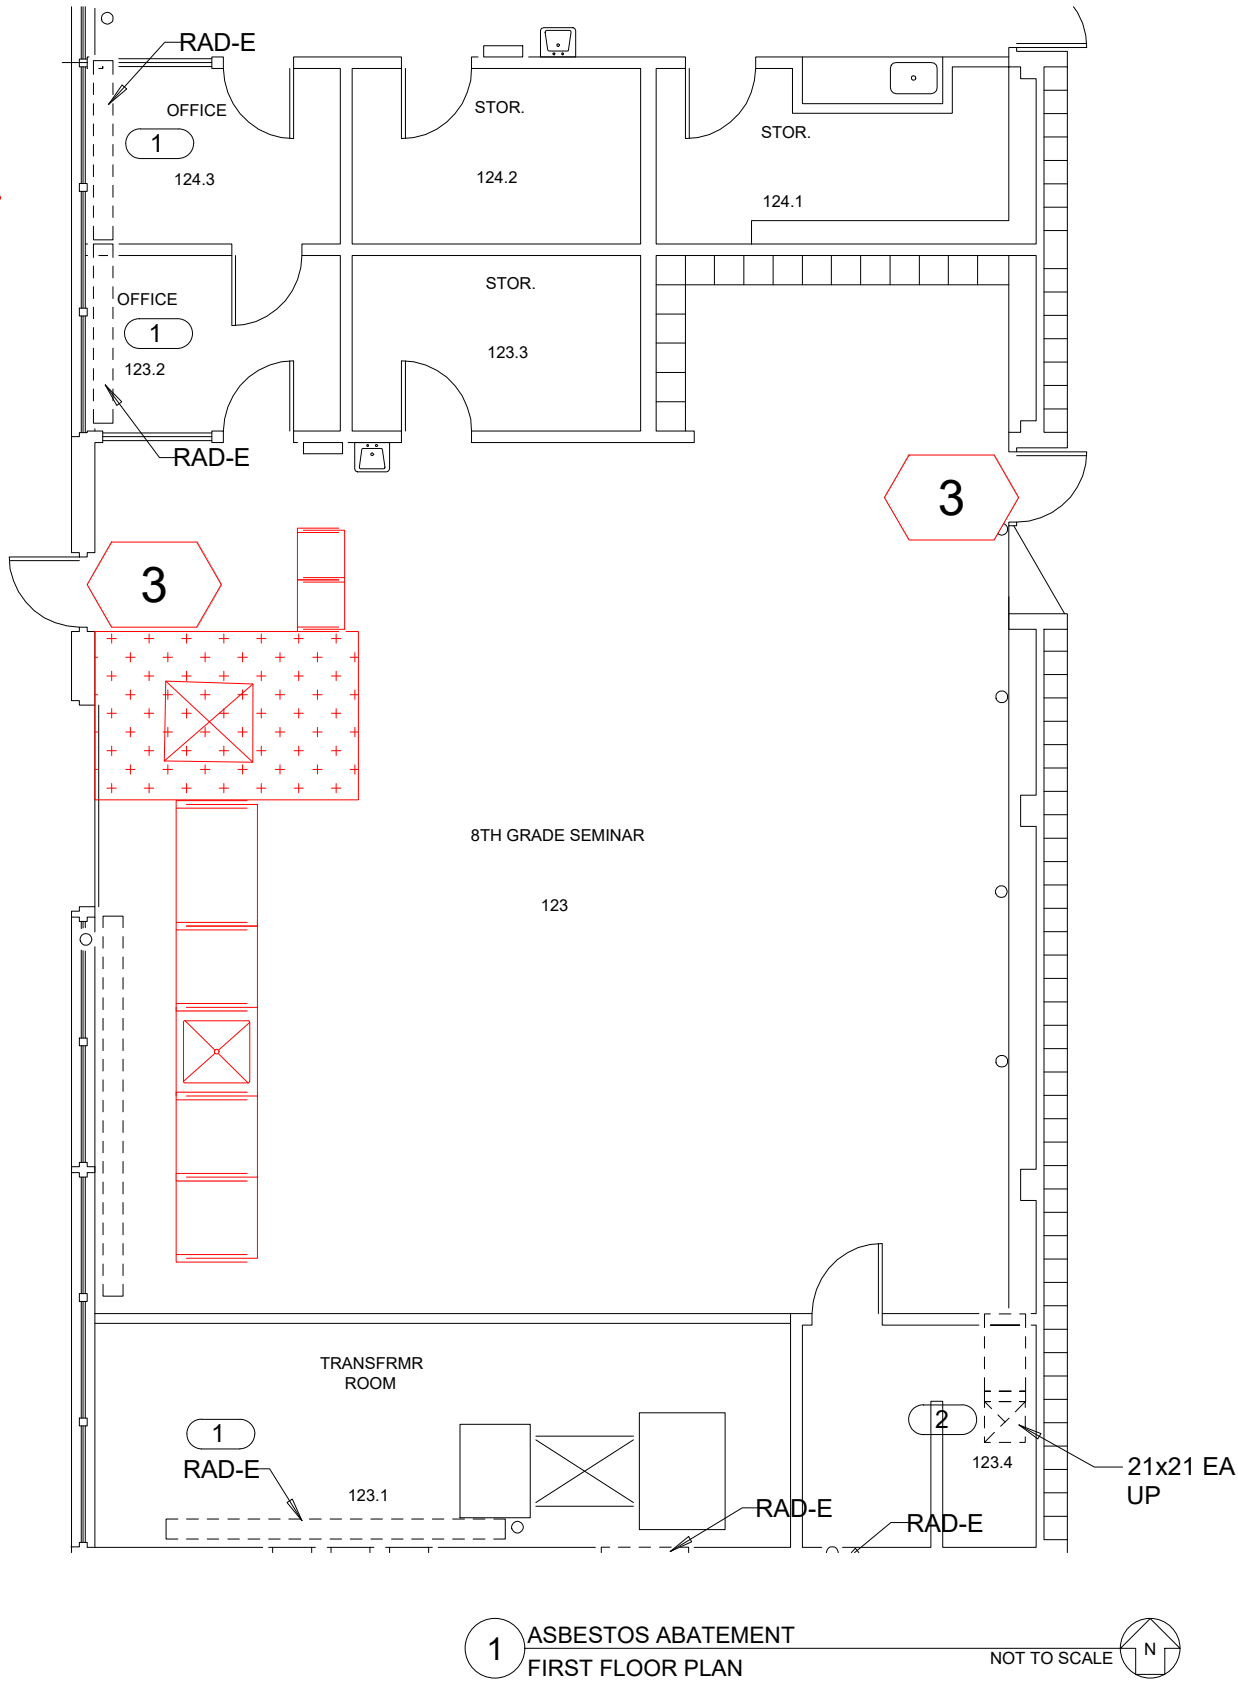 RAD-E
OFFICE
1
124.3
STOR.
124.2
STOR.
124.1
OFFICE
1
123.2
STOR.
123.3
RAD-E
3
3
8TH GRADE SEMINAR
123
TRANSFRMR
ROOM
1
RAD-E
123.1
2
123.4
21x21 EA
UP
RAD-E
RAD-E
1
ASBESTOS ABATEMENT
FIRST FLOOR PLAN
NOT TO SCALE
N